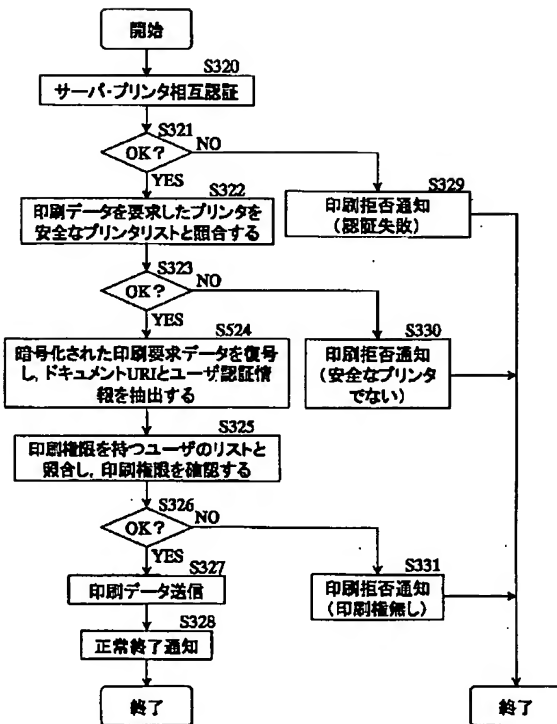 開始
S320
サーバ・プリンタ相互認証
S321
OK?
NO
YES
S322
印刷データを要求したプリンタを
安全なプリンタリストと照合する
S329
印刷拒否通知
(認証失敗)
S323
OK?
NO
YES
S524
暗号化された印刷要求データを復号
し,ドキュメントURIとユーザ認証情
報を抽出する
S330
印刷拒否通知
(安全なプリンタ
でない)
S325
印刷権限を持つユーザのリストと
照合し,印刷権限を確認する
S326
OK?
NO
YES
S327
印刷データ送信
S331
印刷拒否通知
(印刷権無し)
S328
正常終了通知
終了
終了